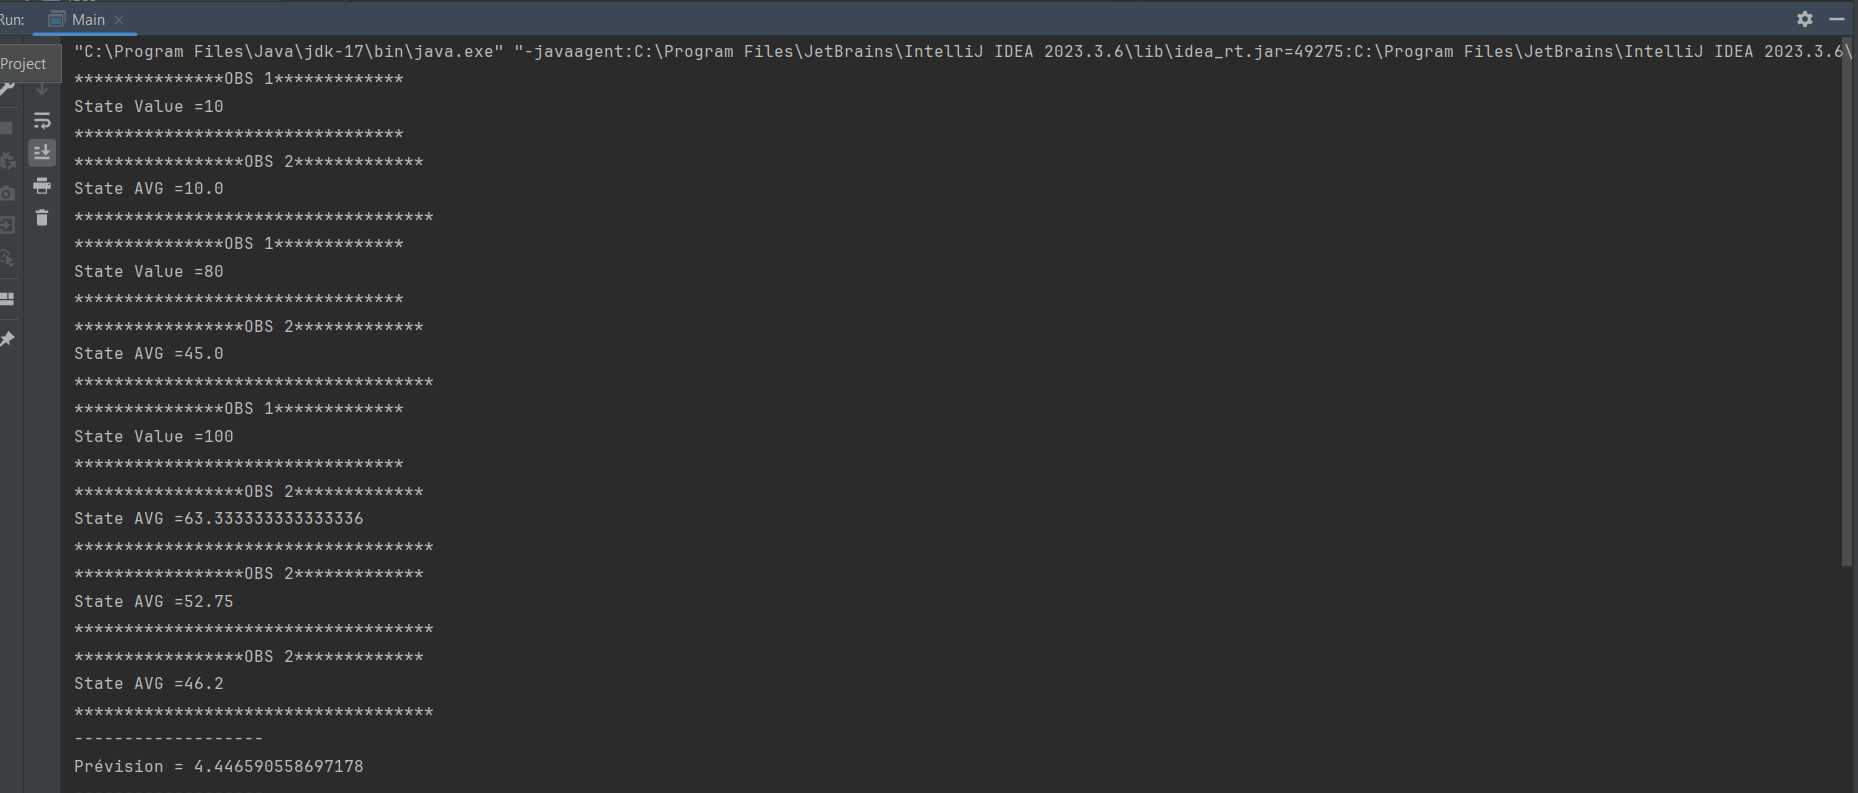 Run: Main
Project
"C:\Program Files\Java\jdk-17\bin\java.exe" "-javaagent:C:\Program Files\JetBrains\IntelliJ IDEA 2023.3.6\lib\idea_rt.jar=49275:C:\Program Files\JetBrains\IntelliJ IDEA 2023.3.6\
***************OBS 1*************
State Value =10
*********************************
*****************OBS 2*************
State AVG =10.0
************************************
***************OBS 1*************
State Value =80
*********************************
*****************OBS 2*************
State AVG =45.0
************************************
***************OBS 1*************
State Value =100
*********************************
*****************OBS 2*************
State AVG =63.333333333333336
************************************
*****************OBS 2*************
State AVG =52.75
************************************
*****************OBS 2*************
State AVG =46.2
************************************
-------------------
Prévision = 4.446590558697178